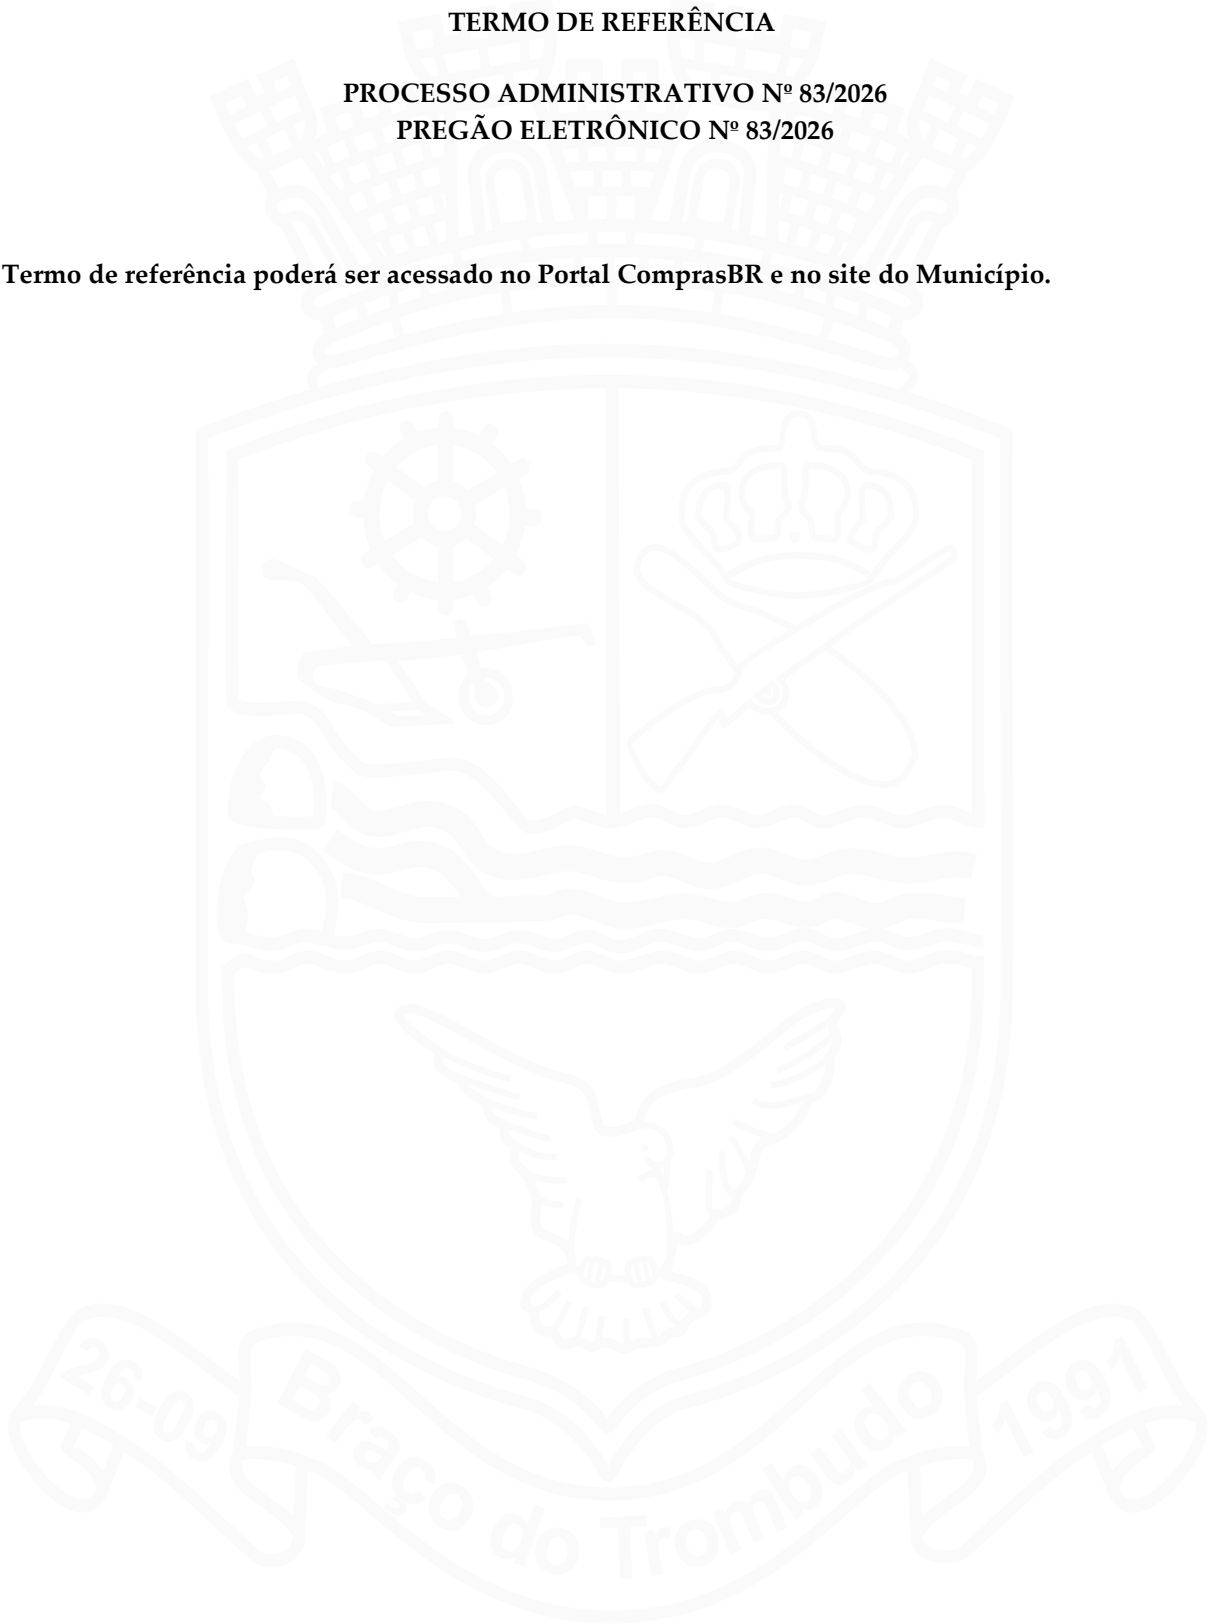 TERMO DE REFERÊNCIA
PROCESSO ADMINISTRATIVO Nº 83/2026
PREGÃO ELETRÔNICO Nº 83/2026
Termo de referência poderá ser acessado no Portal ComprasBR e no site do Município.
26-09 Braço do Trombudo 1991